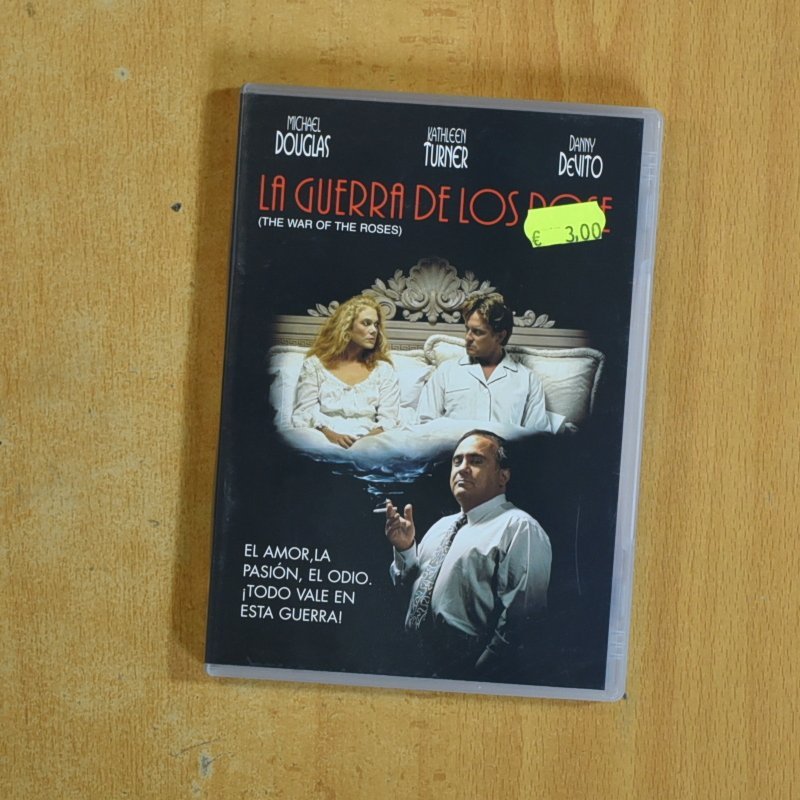 MICHAEL DOUGLAS
KATHLEEN TURNER
DANNY DEVITO
LA GUERRA DE LOS ROSE
(THE WAR OF THE ROSES)
€ 3,00
EL AMOR,LA
PASIÓN, EL ODIO.
¡TODO VALE EN
ESTA GUERRA!